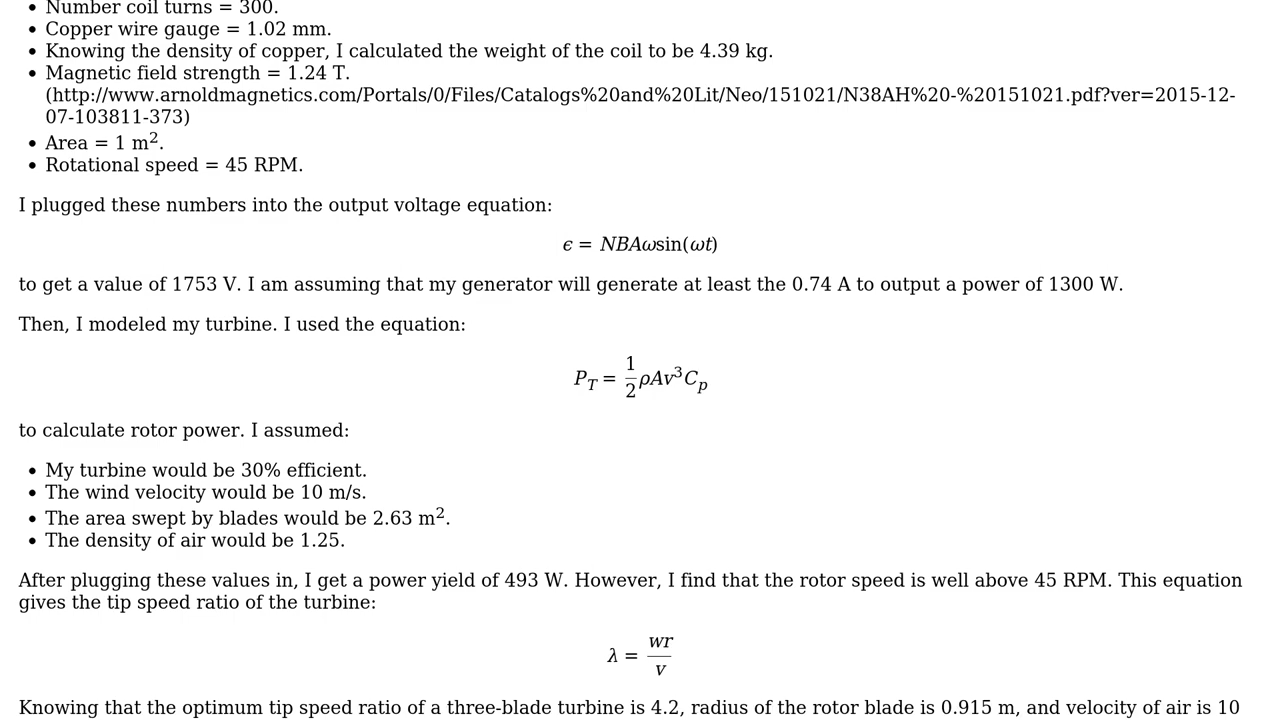 • Number coil turns = 300.
• Copper wire gauge = 1.02 mm.
• Knowing the density of copper, I calculated the weight of the coil to be 4.39 kg.
• Magnetic field strength = 1.24 T.
(http://www.arnoldmagnetics.com/Portals/0/Files/Catalogs%20and%20Lit/Neo/151021/N38AH%20-%20151021.pdf?ver=2015-12-
07-103811-373)
• Area = 1 m².
• Rotational speed = 45 RPM.
I plugged these numbers into the output voltage equation:
ϵ = NBAωsin(ωt)
to get a value of 1753 V. I am assuming that my generator will generate at least the 0.74 A to output a power of 1300 W.
Then, I modeled my turbine. I used the equation:
P_T = \frac{1}{2}ρAv³C_p
to calculate rotor power. I assumed:
• My turbine would be 30% efficient.
• The wind velocity would be 10 m/s.
• The area swept by blades would be 2.63 m².
• The density of air would be 1.25.
After plugging these values in, I get a power yield of 493 W. However, I find that the rotor speed is well above 45 RPM. This equation
gives the tip speed ratio of the turbine:
λ = \frac{wr}{v}
Knowing that the optimum tip speed ratio of a three-blade turbine is 4.2, radius of the rotor blade is 0.915 m, and velocity of air is 10